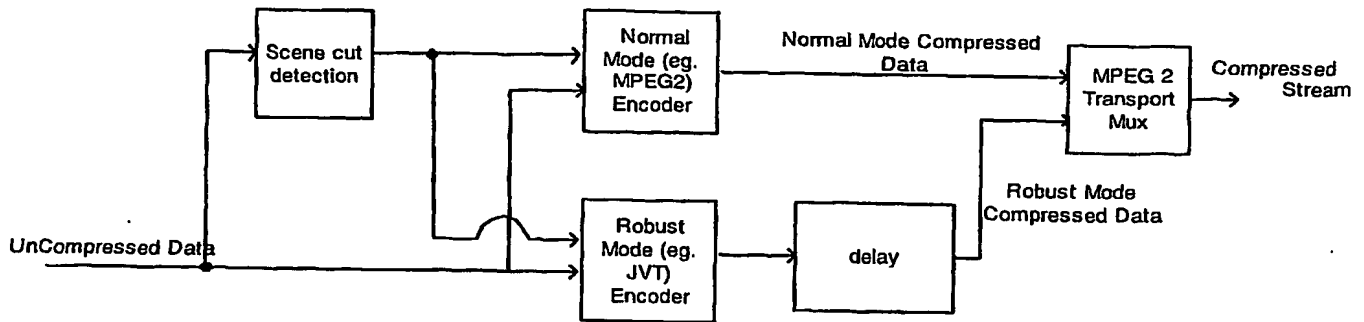 Scene cut
detection
Normal
Mode (eg.
MPEG2)
Encoder
Normal Mode Compressed
Data
MPEG 2
Transport
Mux
Compressed
Stream
UnCompressed Data
Robust
Mode (eg.
JVT)
Encoder
delay
Robust Mode
Compressed Data